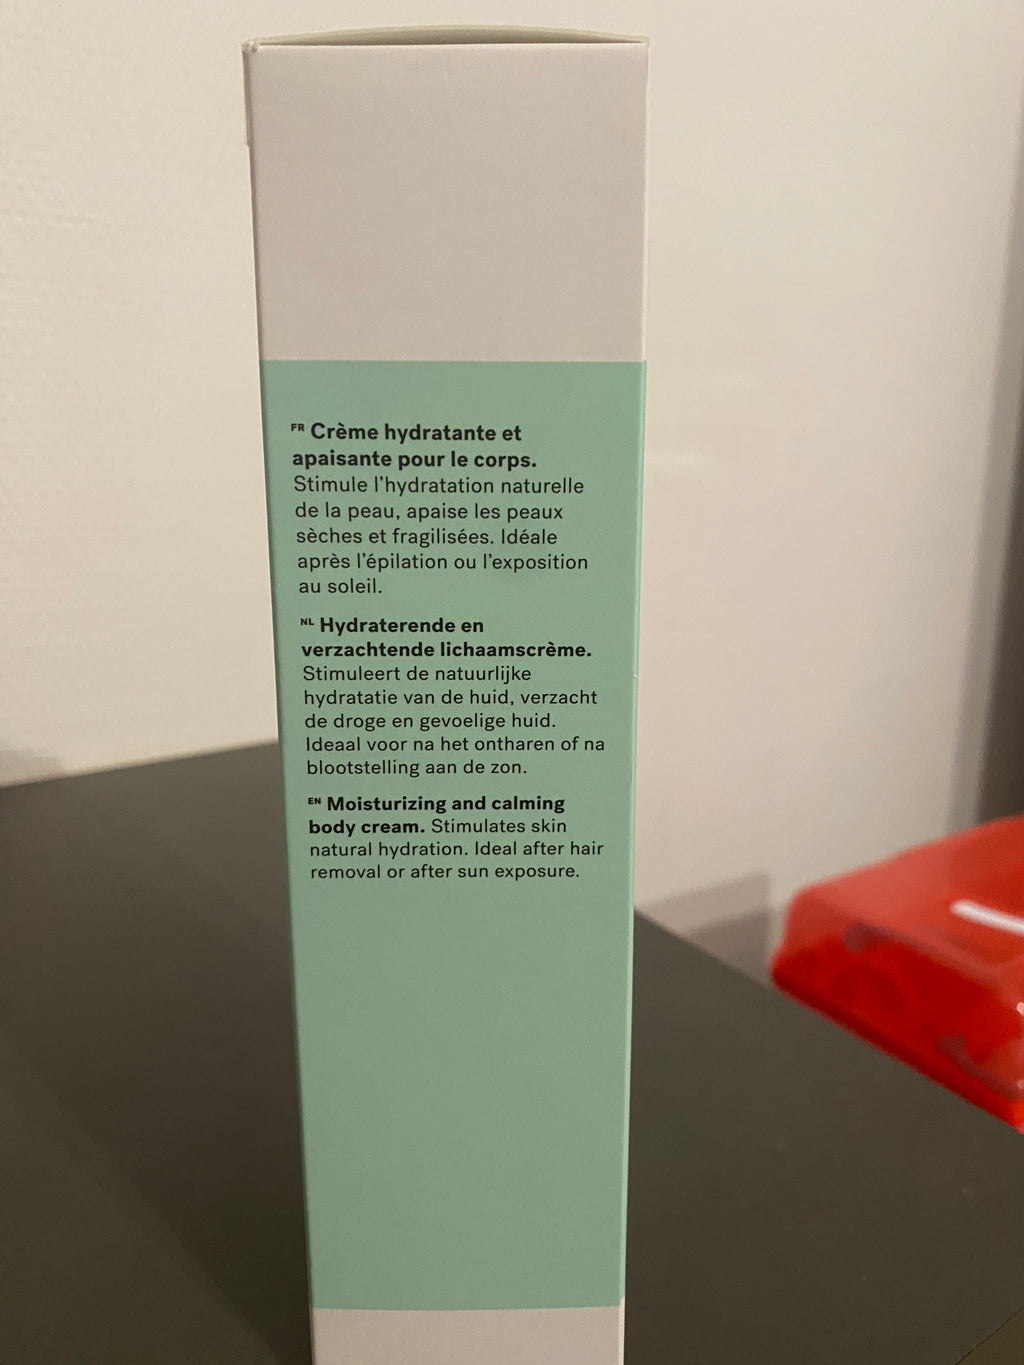 FR Crème hydratante et
apaisante pour le corps.
Stimule l'hydratation naturelle
de la peau, apaise les peaux
sèches et fragilisées. Idéale
après l'épilation ou l'exposition
au soleil.
NL Hydraterende en
verzachtende lichaamscrème.
Stimuleert de natuurlijke
hydratatie van de huid, verzacht
de droge en gevoelige huid.
Ideaal voor na het ontharen of na
blootstelling aan de zon.
EN Moisturizing and calming
body cream. Stimulates skin
natural hydration. Ideal after hair
removal or after sun exposure.